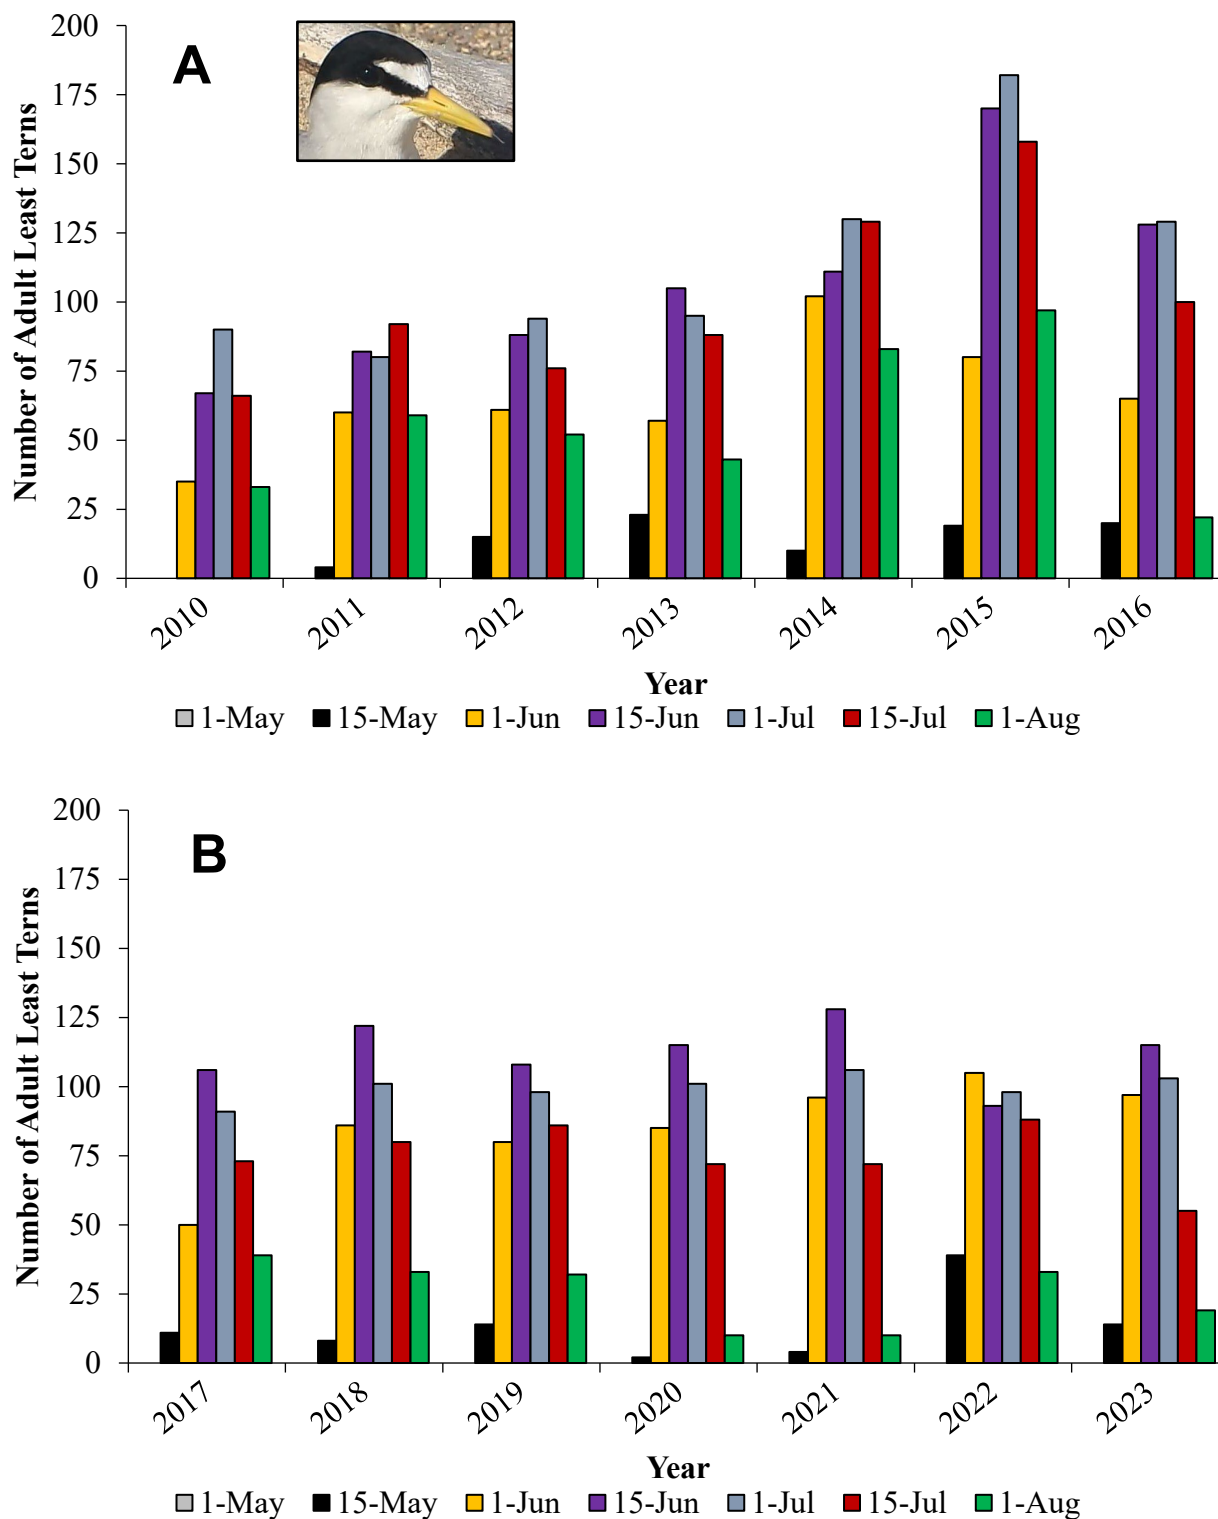 A
Number of Adult Least Terns
200
175
150
125
100
75
50
25
0
2010 2011 2012 2013 2014 2015 2016
Year
1-May 15-May 1-Jun 15-Jun 1-Jul 15-Jul 1-Aug
B
Number of Adult Least Terns
200
175
150
125
100
75
50
25
0
2017 2018 2019 2020 2021 2022 2023
Year
1-May 15-May 1-Jun 15-Jun 1-Jul 15-Jul 1-Aug